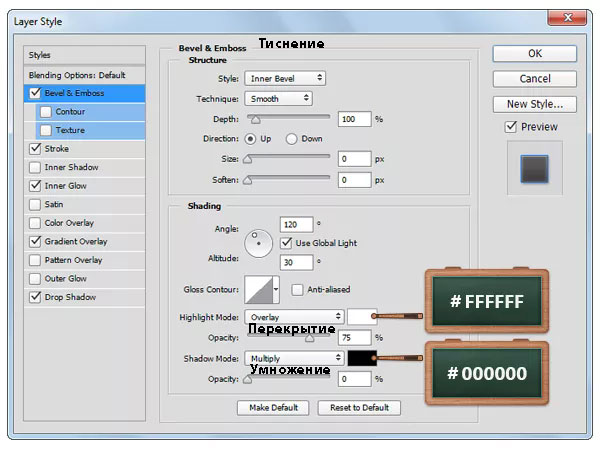 Layer Style
Styles
Blending Options: Default
Bevel & Emboss
Contour
Texture
Stroke
Inner Shadow
Inner Glow
Satin
Color Overlay
Gradient Overlay
Pattern Overlay
Outer Glow
Drop Shadow
Bevel & Emboss
Тиснение
Structure
Style: Inner Bevel
Technique: Smooth
Depth: 100 %
Direction: Up Down
Size: 0 px
Soften: 0 px
Shading
Angle: 120 °
Use Global Light
Altitude: 30 °
Gloss Contour: Anti-aliased
Highlight Mode: Overlay
Перекрытие
Opacity: 75 %
Shadow Mode: Multiply
Умножение
Opacity: 0 %
Make Default Reset to Default
OK
Cancel
New Style...
Preview
# FFFFFF
# 000000